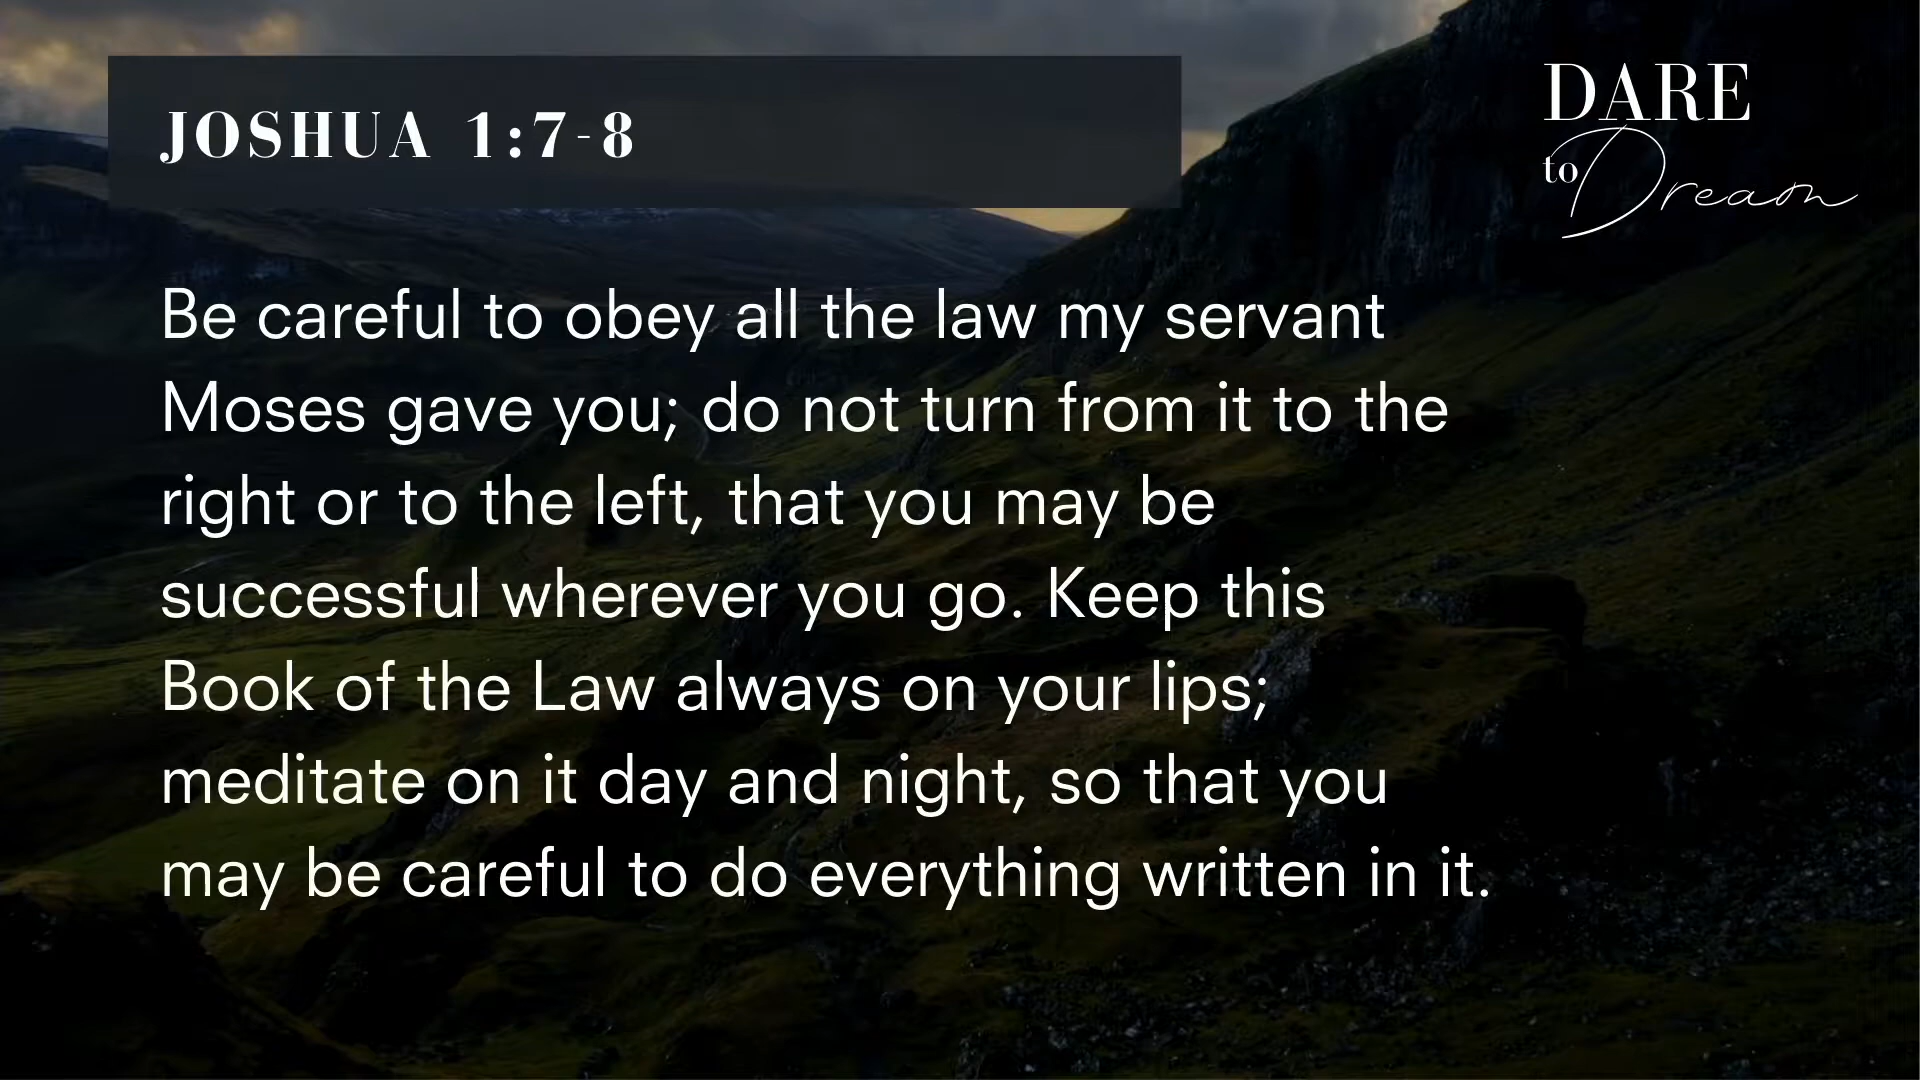 JOSHUA 1:7-8
DARE
to Dream
Be careful to obey all the law my servant
Moses gave you; do not turn from it to the
right or to the left, that you may be
successful wherever you go. Keep this
Book of the Law always on your lips;
meditate on it day and night, so that you
may be careful to do everything written in it.